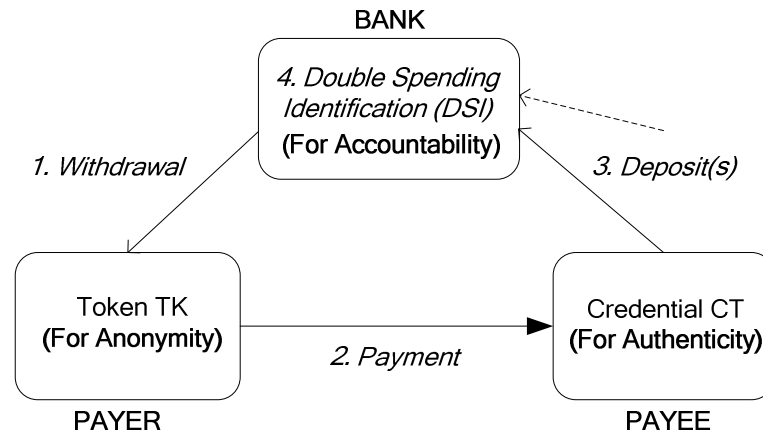 BANK
4. Double Spending
Identification (DSI)
(For Accountability)
1. Withdrawal
3. Deposit(s)
Token TK
(For Anonymity)
Credential CT
(For Authenticity)
2. Payment
PAYER
PAYEE